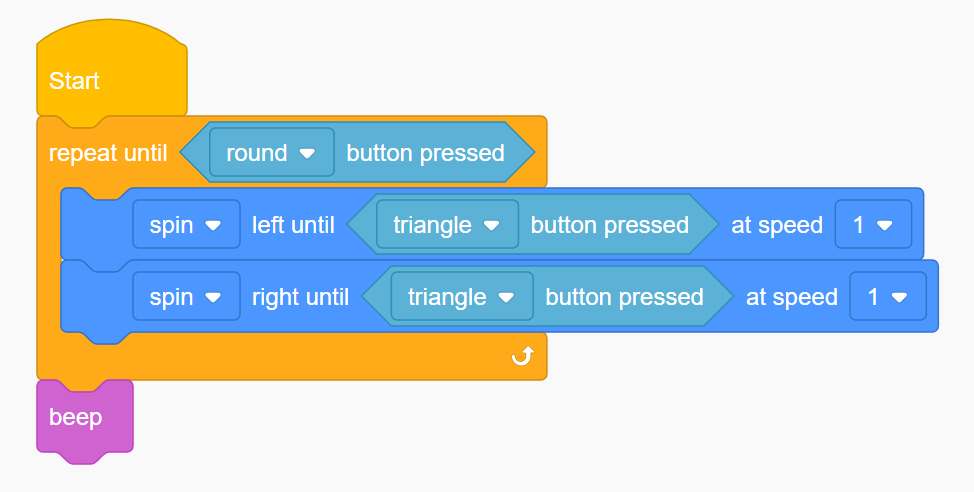 Start
repeat until round button pressed
spin left until triangle button pressed at speed 1
spin right until triangle button pressed at speed 1
beep